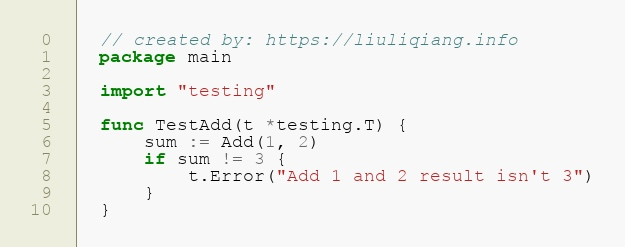 0 // created by: https://liuliqiang.info
1 package main
2
3 import "testing"
4
5 func TestAdd(t *testing.T) {
6     sum := Add(1, 2)
7     if sum != 3 {
8         t.Error("Add 1 and 2 result isn't 3")
9     }
10 }